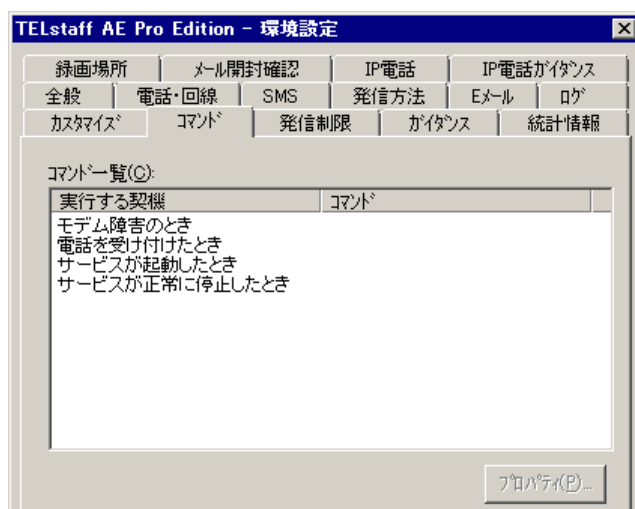 TELstaff AE Pro Edition - 環境設定
録画場所 メール開封確認 IP電話 IP電話ガイダンス
全般 電話・回線 SMS 発信方法 Eメール ログ
カスタマイズ コマンド 発信制限 ガイダンス 統計情報
コマンド一覧(C):
実行する契機 コマンド
モデム障害のとき
電話を受け付けたとき
サービスが起動したとき
サービスが正常に停止したとき
プロパティ(P)...